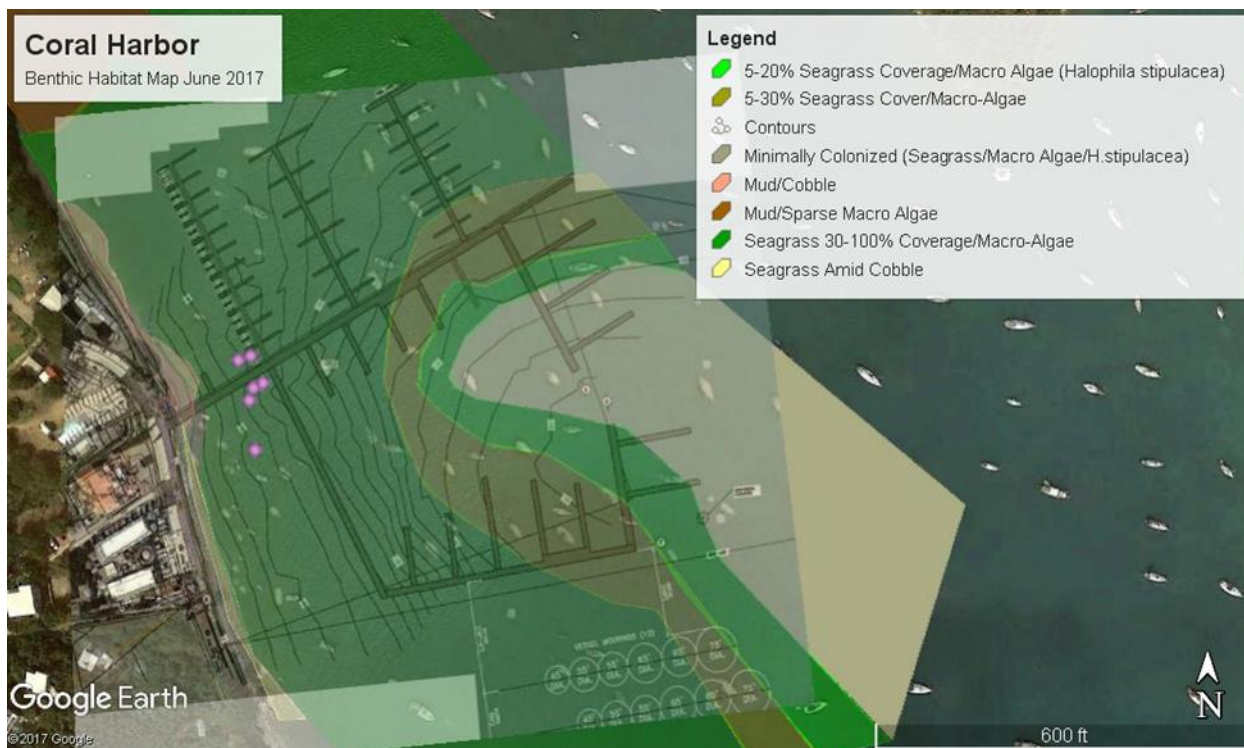 Coral Harbor
Benthic Habitat Map June 2017
Legend
5-20% Seagrass Coverage/Macro Algae (Halophila stipulacea)
5-30% Seagrass Cover/Macro-Algae
Contours
Minimally Colonized (Seagrass/Macro Algae/H.stipulacea)
Mud/Cobble
Mud/Sparse Macro Algae
Seagrass 30-100% Coverage/Macro-Algae
Seagrass Amid Cobble
VESSEL MOORINGS
Google Earth
©2017 Google
600 ft
N